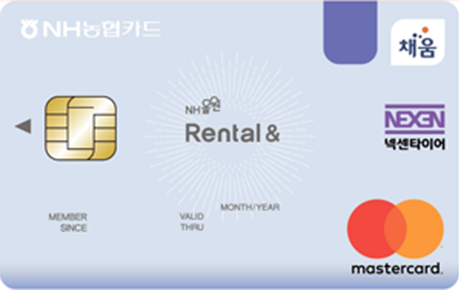 NH농협카드
채움
NH올원
Rental &
NEXEN
넥센타이어
MONTH/YEAR
MEMBER
SINCE
VALID
THRU
mastercard.